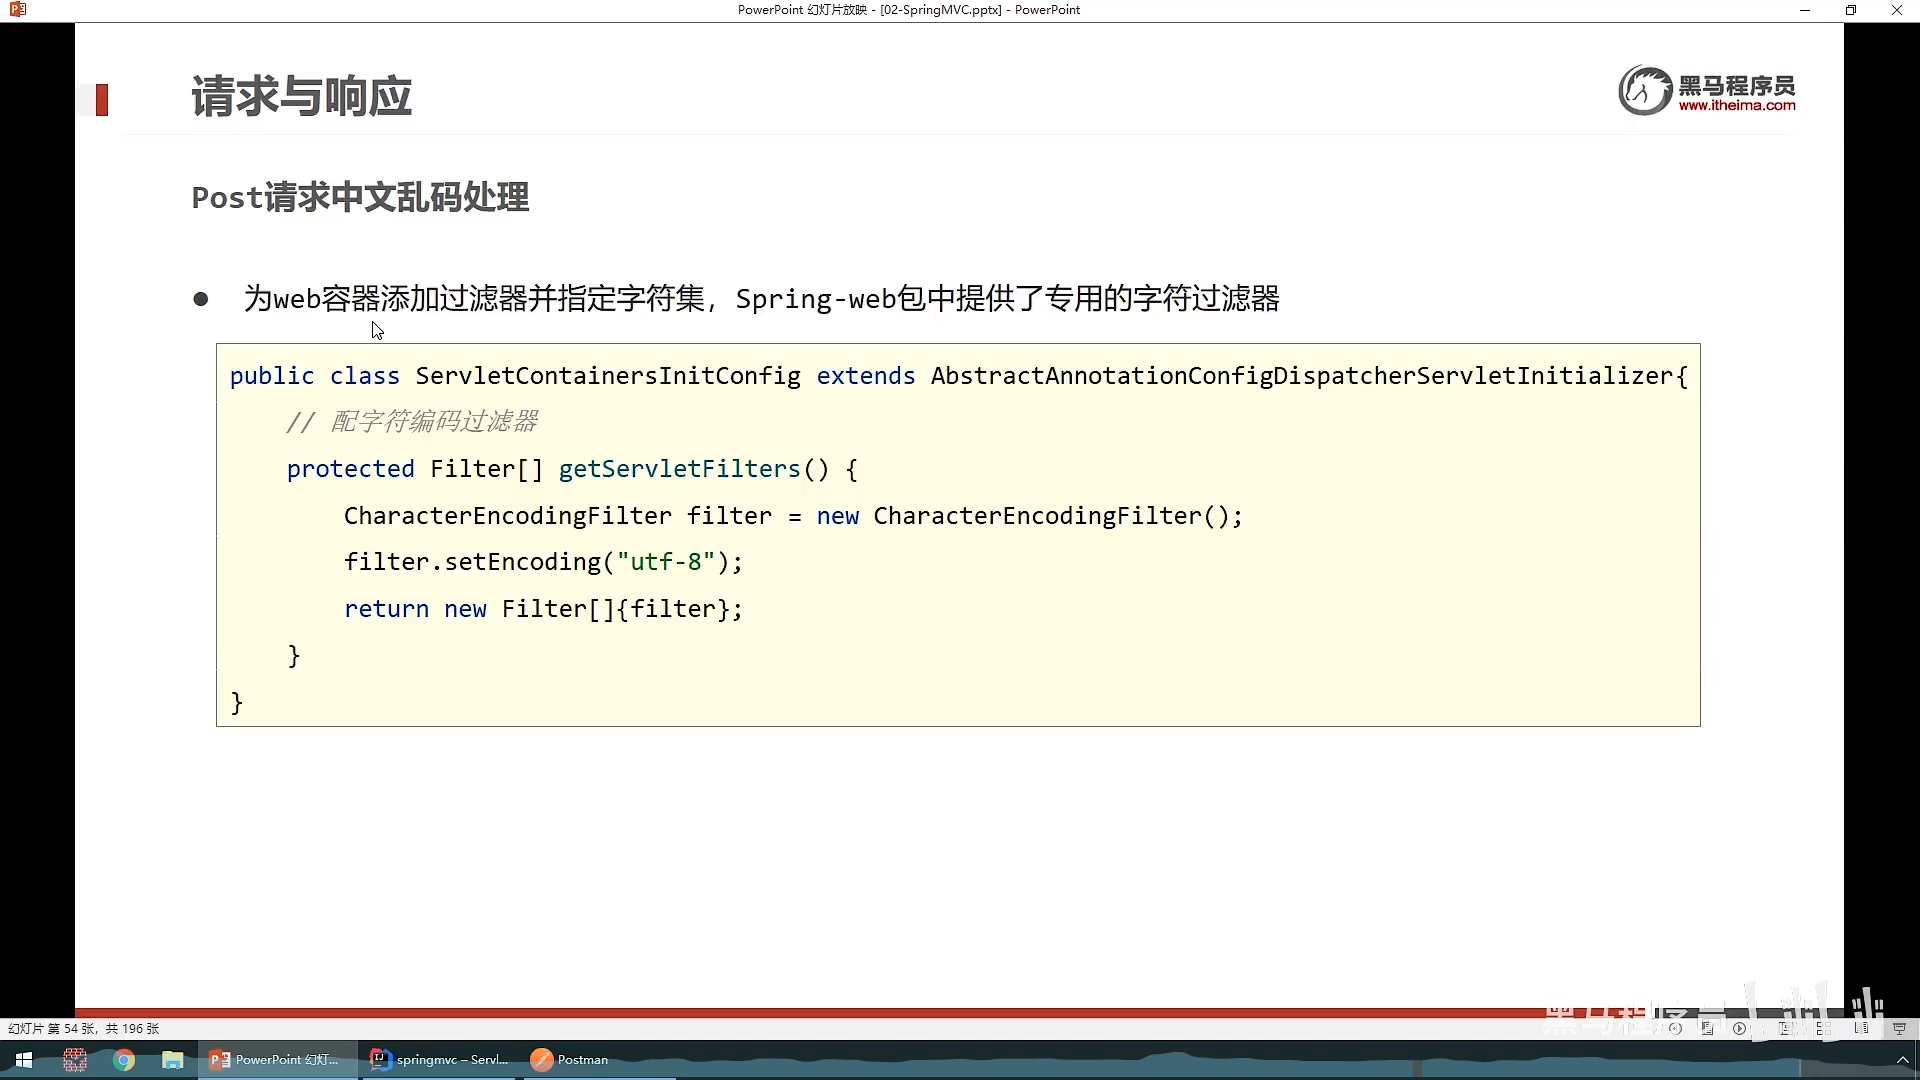 PowerPoint 幻灯片放映 - [02-SpringMVC.pptx] - PowerPoint
请求与响应
黑马程序员
www.itheima.com
Post请求中文乱码处理
● 为web容器添加过滤器并指定字符集，Spring-web包中提供了专用的字符过滤器
public class ServletContainersInitConfig extends AbstractAnnotationConfigDispatcherServletInitializer{
// 配字符编码过滤器
protected Filter[] getServletFilters() {
CharacterEncodingFilter filter = new CharacterEncodingFilter();
filter.setEncoding("utf-8");
return new Filter[]{filter};
}
}
黑马程序员
幻灯片 第 54 张，共 196 张
PowerPoint 幻灯...
springmvc – Servl...
Postman